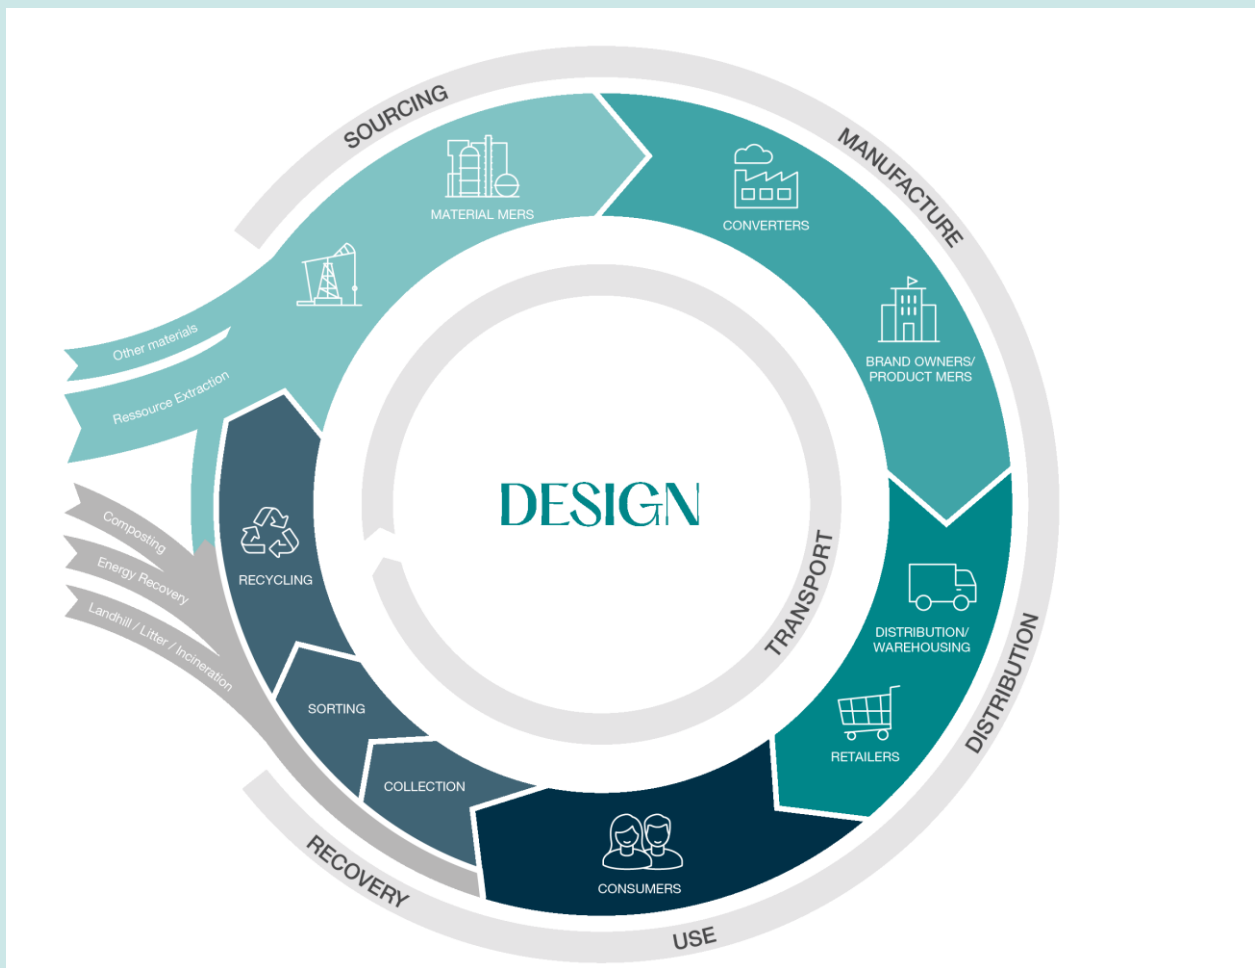 SOURCING
MATERIAL MERS
MANUFACTURE
CONVERTERS
BRAND OWNERS/
PRODUCT MERS
Other materials
Ressource Extraction
DESIGN
TRANSPORT
Composting
Energy Recovery
Landhill / Litter / Incineration
RECYCLING
SORTING
COLLECTION
DISTRIBUTION/
WAREHOUSING
RETAILERS
DISTRIBUTION
CONSUMERS
RECOVERY
USE